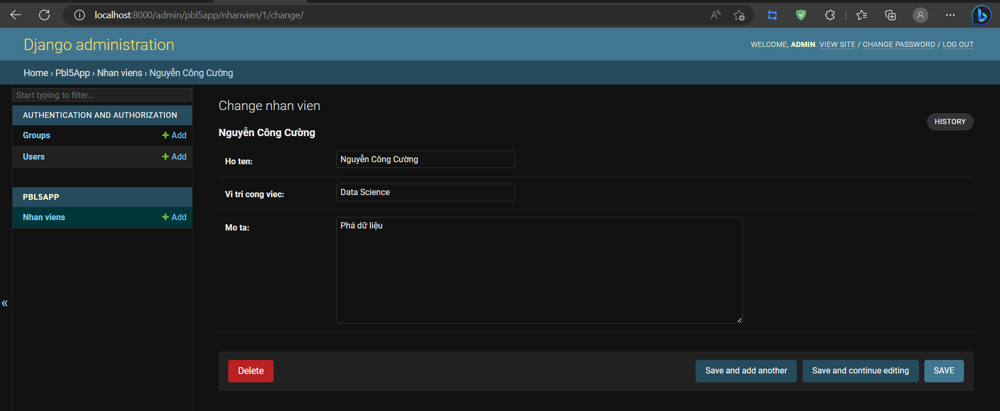 localhost:8000/admin/pbl5app/nhanvien/1/change/
Django administration
WELCOME, ADMIN. VIEW SITE / CHANGE PASSWORD / LOG OUT
Home › Pbl5App › Nhan viens › Nguyễn Công Cường
Start typing to filter...
AUTHENTICATION AND AUTHORIZATION
Groups + Add
Users + Add
PBL5APP
Nhan viens + Add
«
Change nhan vien
HISTORY
Nguyễn Công Cường
Ho ten: Nguyễn Công Cường
Vi tri cong viec: Data Science
Mo ta: Phá dữ liệu
Delete
Save and add another
Save and continue editing
SAVE